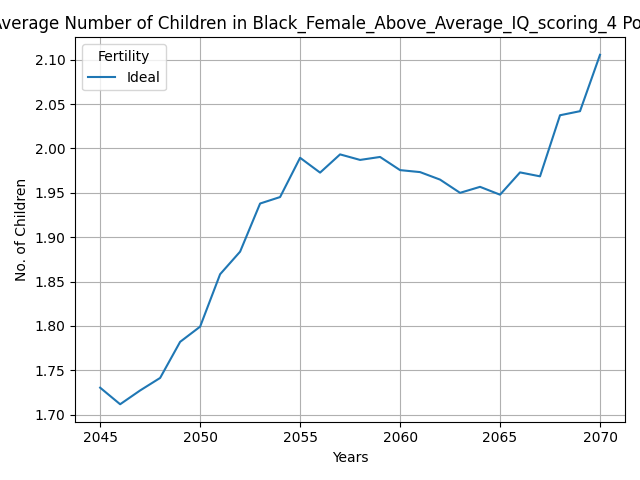 verage Number of Children in Black_Female_Above_Average_IQ_scoring_4 Po
Fertility
Ideal
No. of Children
2.10
2.05
2.00
1.95
1.90
1.85
1.80
1.75
1.70
2045 2050 2055 2060 2065 2070
Years